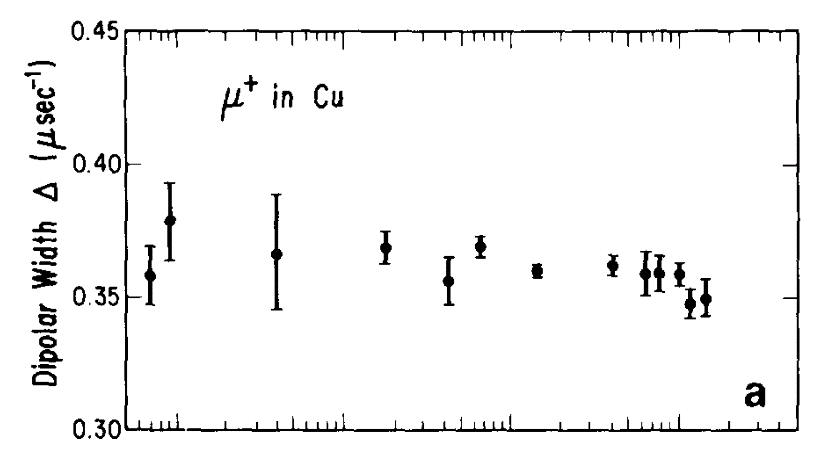 0.45
μ⁺ in Cu
0.40
Dipolar Width Δ (μsec⁻¹)
0.35
a
0.30